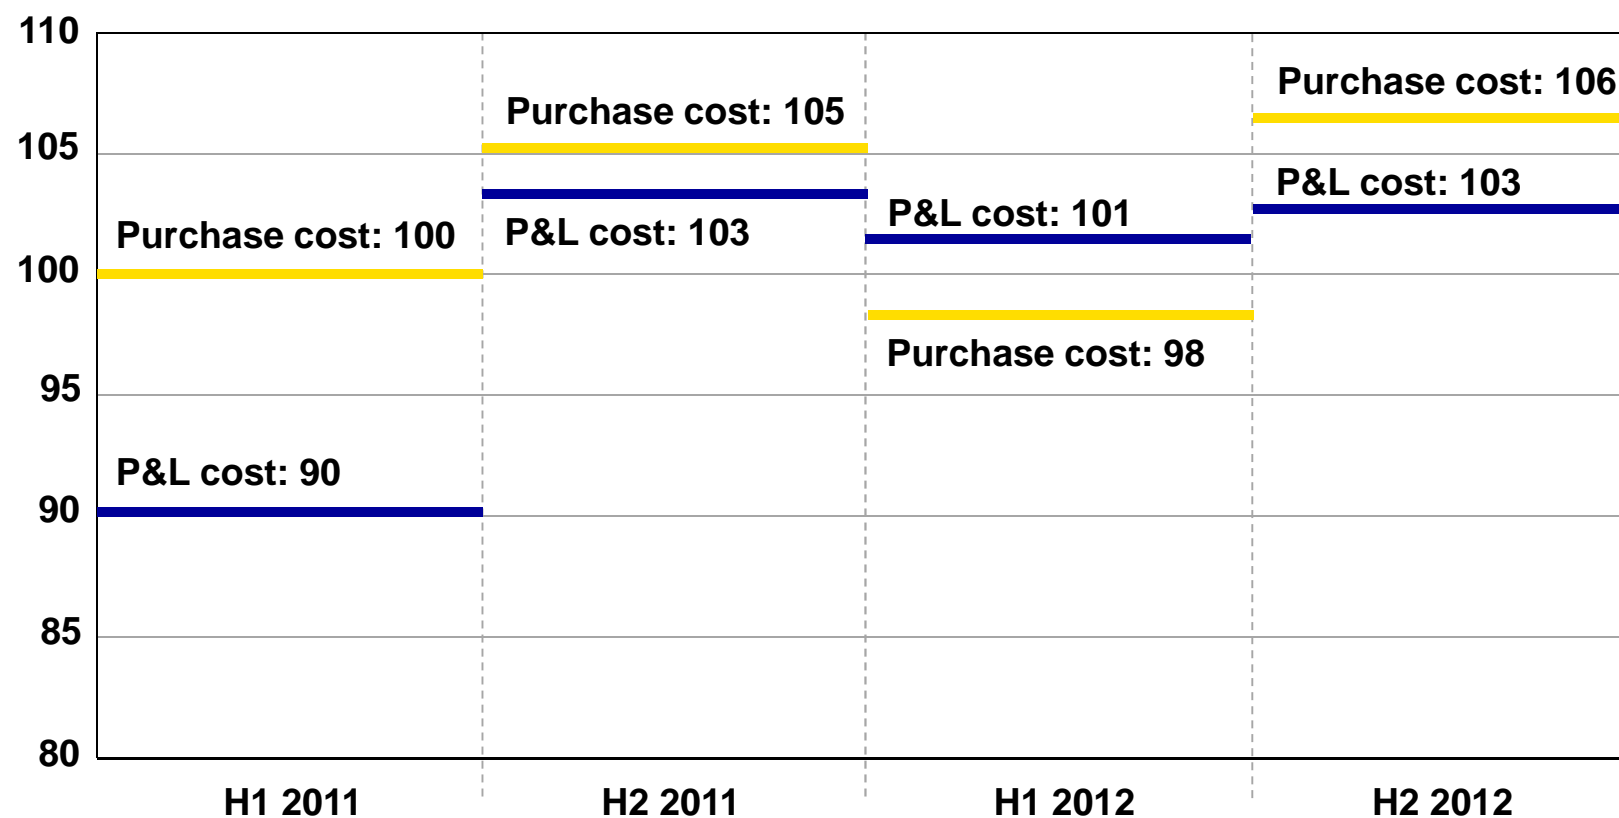 110
Purchase cost: 106
Purchase cost: 105
105
P&L cost: 103
P&L cost: 101
Purchase cost: 100
P&L cost: 103
100
Purchase cost: 98
95
P&L cost: 90
90
85
80
H1 2011
H2 2011
H1 2012
H2 2012